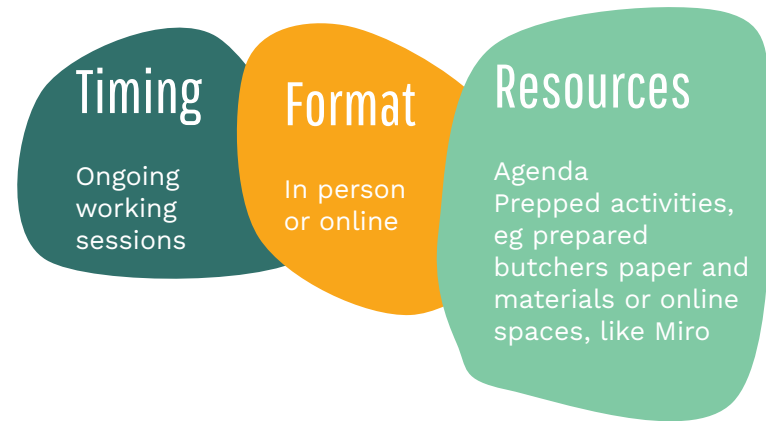 Timing
Ongoing
working
sessions
Format
In person
or online
Resources
Agenda
Prepped activities,
eg prepared
butchers paper and
materials or online
spaces, like Miro